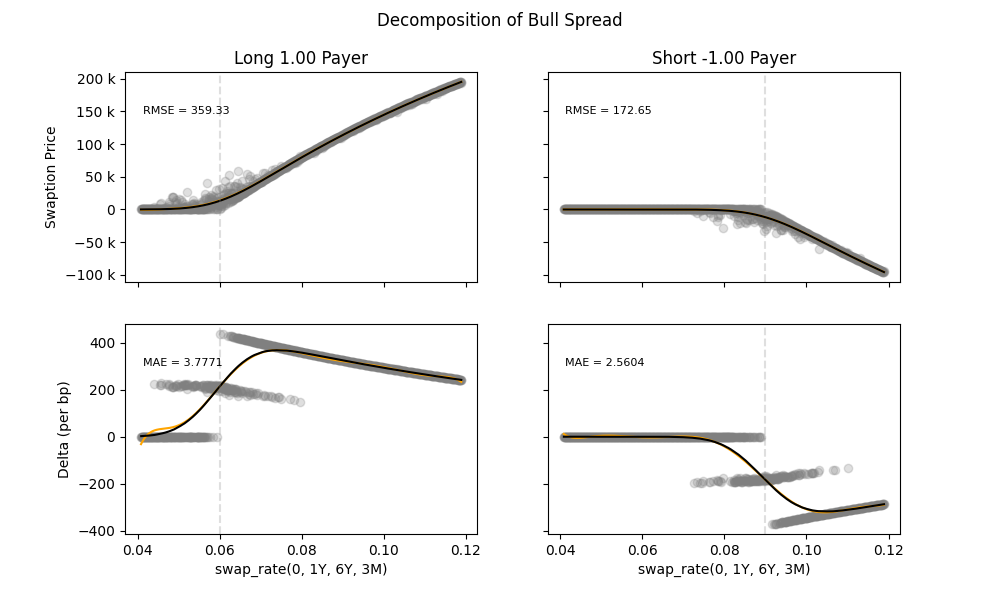 Decomposition of Bull Spread
Long 1.00 Payer
Short -1.00 Payer
Swaption Price
200 k
150 k
100 k
50 k
0
−50 k
−100 k
RMSE = 359.33
RMSE = 172.65
Delta (per bp)
400
200
0
−200
−400
MAE = 3.7771
MAE = 2.5604
0.04 0.06 0.08 0.10 0.12
0.04 0.06 0.08 0.10 0.12
swap_rate(0, 1Y, 6Y, 3M)
swap_rate(0, 1Y, 6Y, 3M)